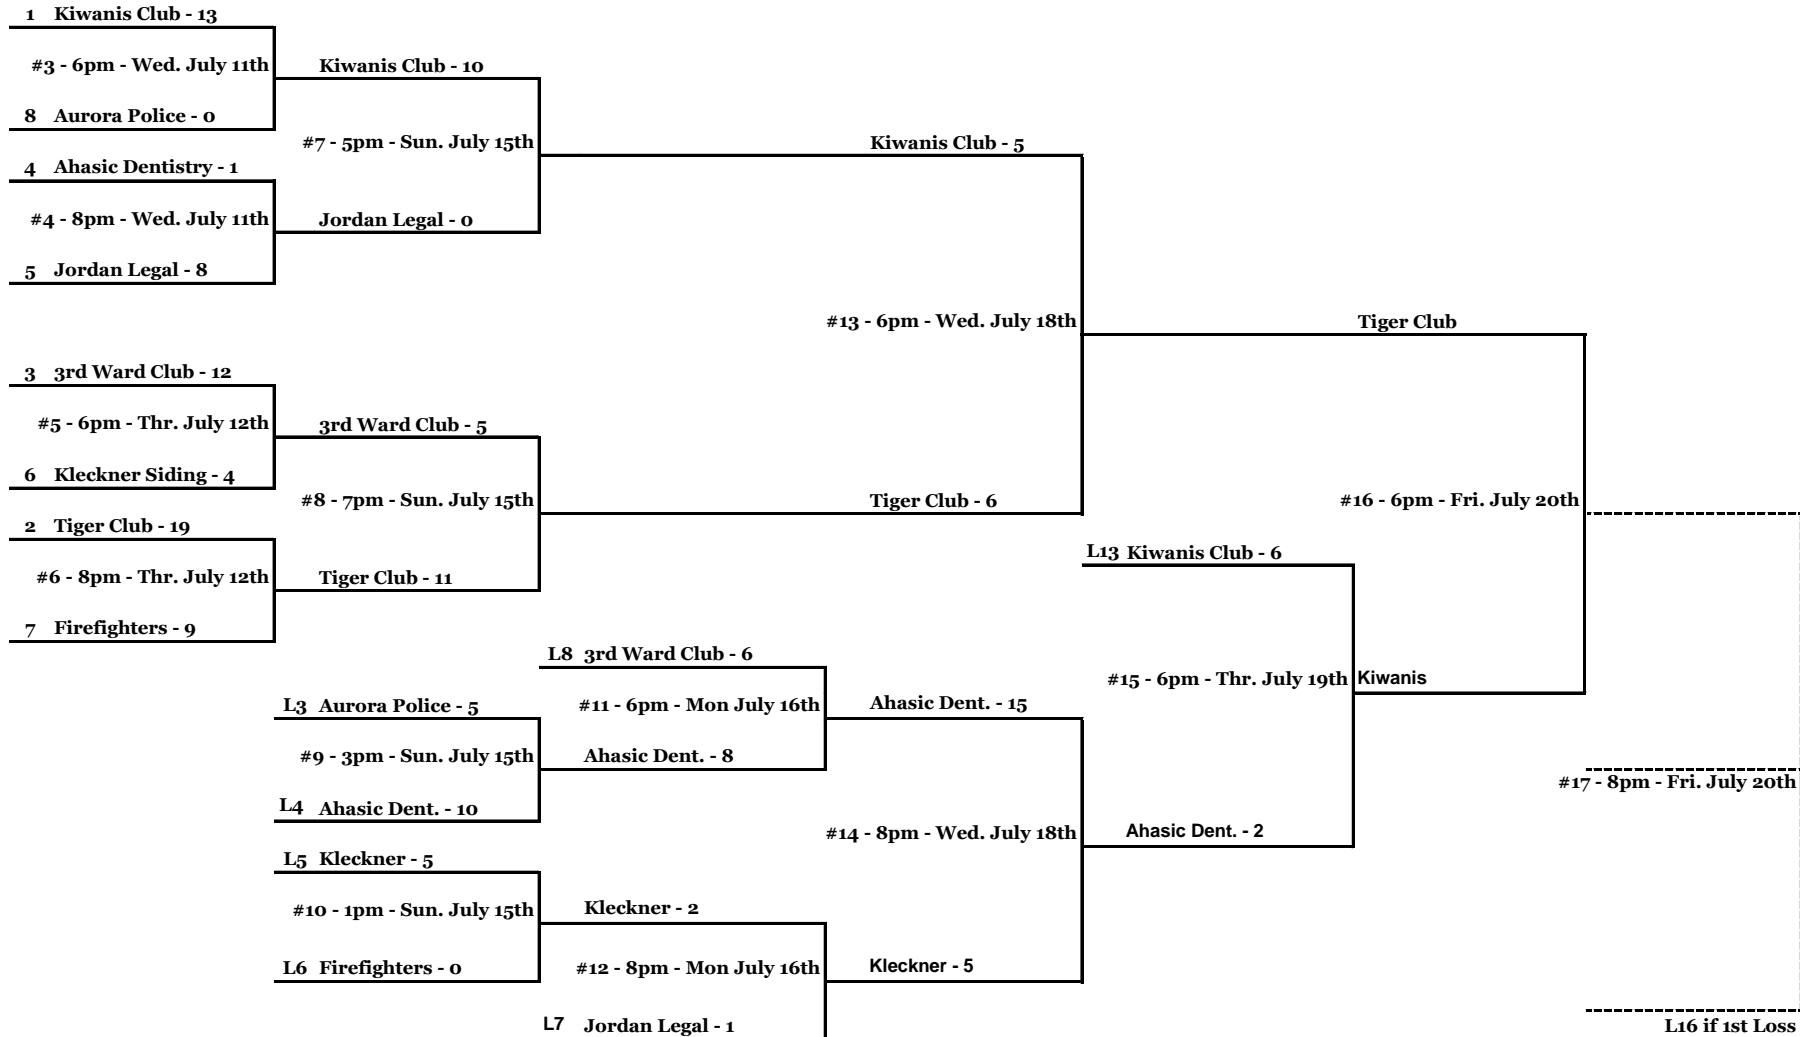 1 Kiwanis Club - 13
#3 - 6pm - Wed. July 11th
Kiwanis Club - 10
8 Aurora Police - 0
#7 - 5pm - Sun. July 15th
Kiwanis Club - 5
4 Ahasic Dentistry - 1
#4 - 8pm - Wed. July 11th
Jordan Legal - 0
5 Jordan Legal - 8
#13 - 6pm - Wed. July 18th
Tiger Club
3 3rd Ward Club - 12
#5 - 6pm - Thr. July 12th
3rd Ward Club - 5
6 Kleckner Siding - 4
#8 - 7pm - Sun. July 15th
Tiger Club - 6
#16 - 6pm - Fri. July 20th
2 Tiger Club - 19
L13 Kiwanis Club - 6
#6 - 8pm - Thr. July 12th
Tiger Club - 11
7 Firefighters - 9
L8 3rd Ward Club - 6
#15 - 6pm - Thr. July 19th
Kiwanis
L3 Aurora Police - 5
#11 - 6pm - Mon July 16th
Ahasic Dent. - 15
#9 - 3pm - Sun. July 15th
Ahasic Dent. - 8
#17 - 8pm - Fri. July 20th
L4 Ahasic Dent. - 10
#14 - 8pm - Wed. July 18th
Ahasic Dent. - 2
L5 Kleckner - 5
#10 - 1pm - Sun. July 15th
Kleckner - 2
L6 Firefighters - 0
#12 - 8pm - Mon July 16th
Kleckner - 5
L7 Jordan Legal - 1
L16 if 1st Loss